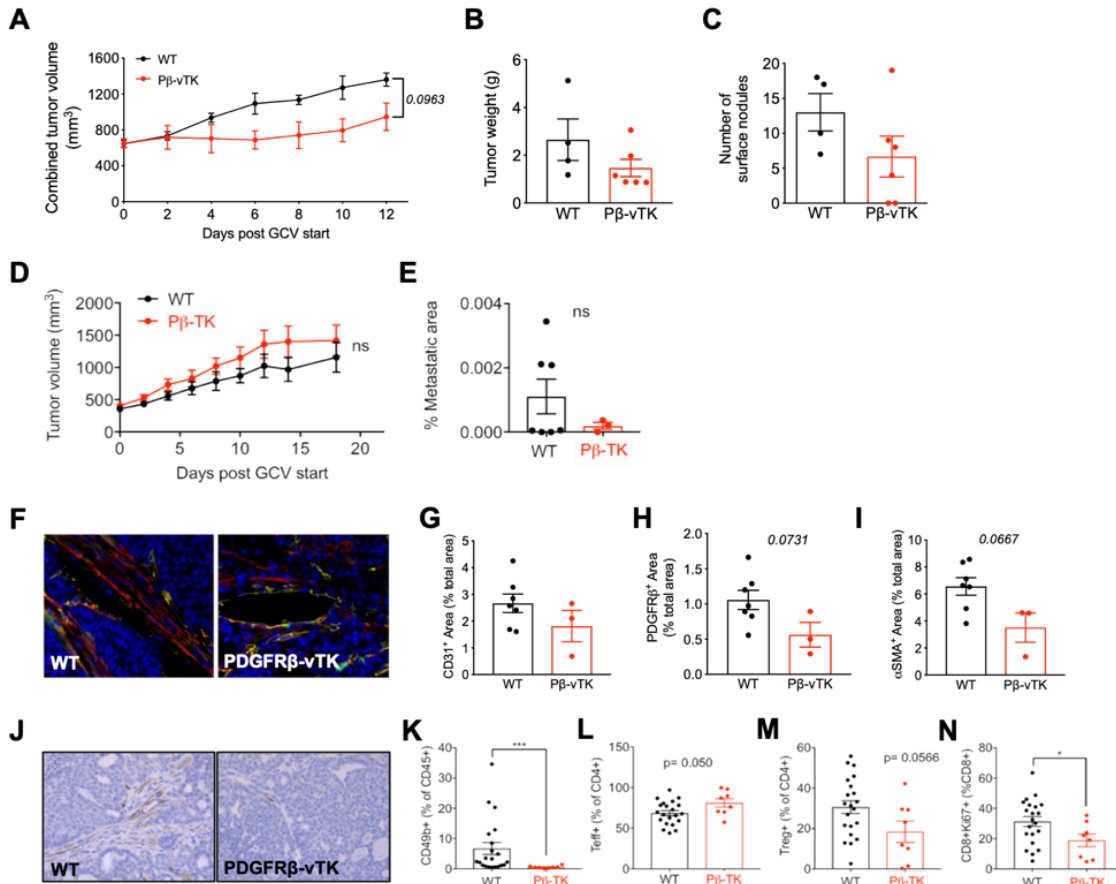 A
Combined tumor volume
(mm³)
1600
1200
800
400
0
WT
Pβ-vTK
0.0963
0 2 4 6 8 10 12
Days post GCV start
B
Tumor weight (g)
6
4
2
0
WT Pβ-vTK
C
Number of
surface nodules
20
15
10
5
0
WT Pβ-vTK
D
Tumor volume (mm³)
2000
1500
1000
500
0
WT
Pβ-TK
ns
0 5 10 15 20
Days post GCV start
E
% Metastatic area
0.004
0.002
0.000
ns
WT Pβ-TK
F
WT
PDGFRβ-vTK
G
CD31⁺ Area (% total area)
5
4
3
2
1
0
WT Pβ-vTK
H
PDGFRβ⁺ Area
(% total area)
2.0
1.5
1.0
0.5
0.0
0.0731
WT Pβ-vTK
I
αSMA⁺ Area (% total area)
10
8
6
4
2
0
0.0667
WT Pβ-vTK
J
WT
PDGFRβ-vTK
K
CD49b+ (% of CD45+)
40
30
20
10
0
***
WT Pβ-TK
L
Teff+ (% of CD4+)
150
100
50
0
p= 0.050
WT Pβ-TK
M
Treg+ (% of CD4+)
60
40
20
0
p= 0.0566
WT Pβ-TK
N
CD8+Ki67+ (%CD8+)
80
60
40
20
0
*
WT Pβ-TK